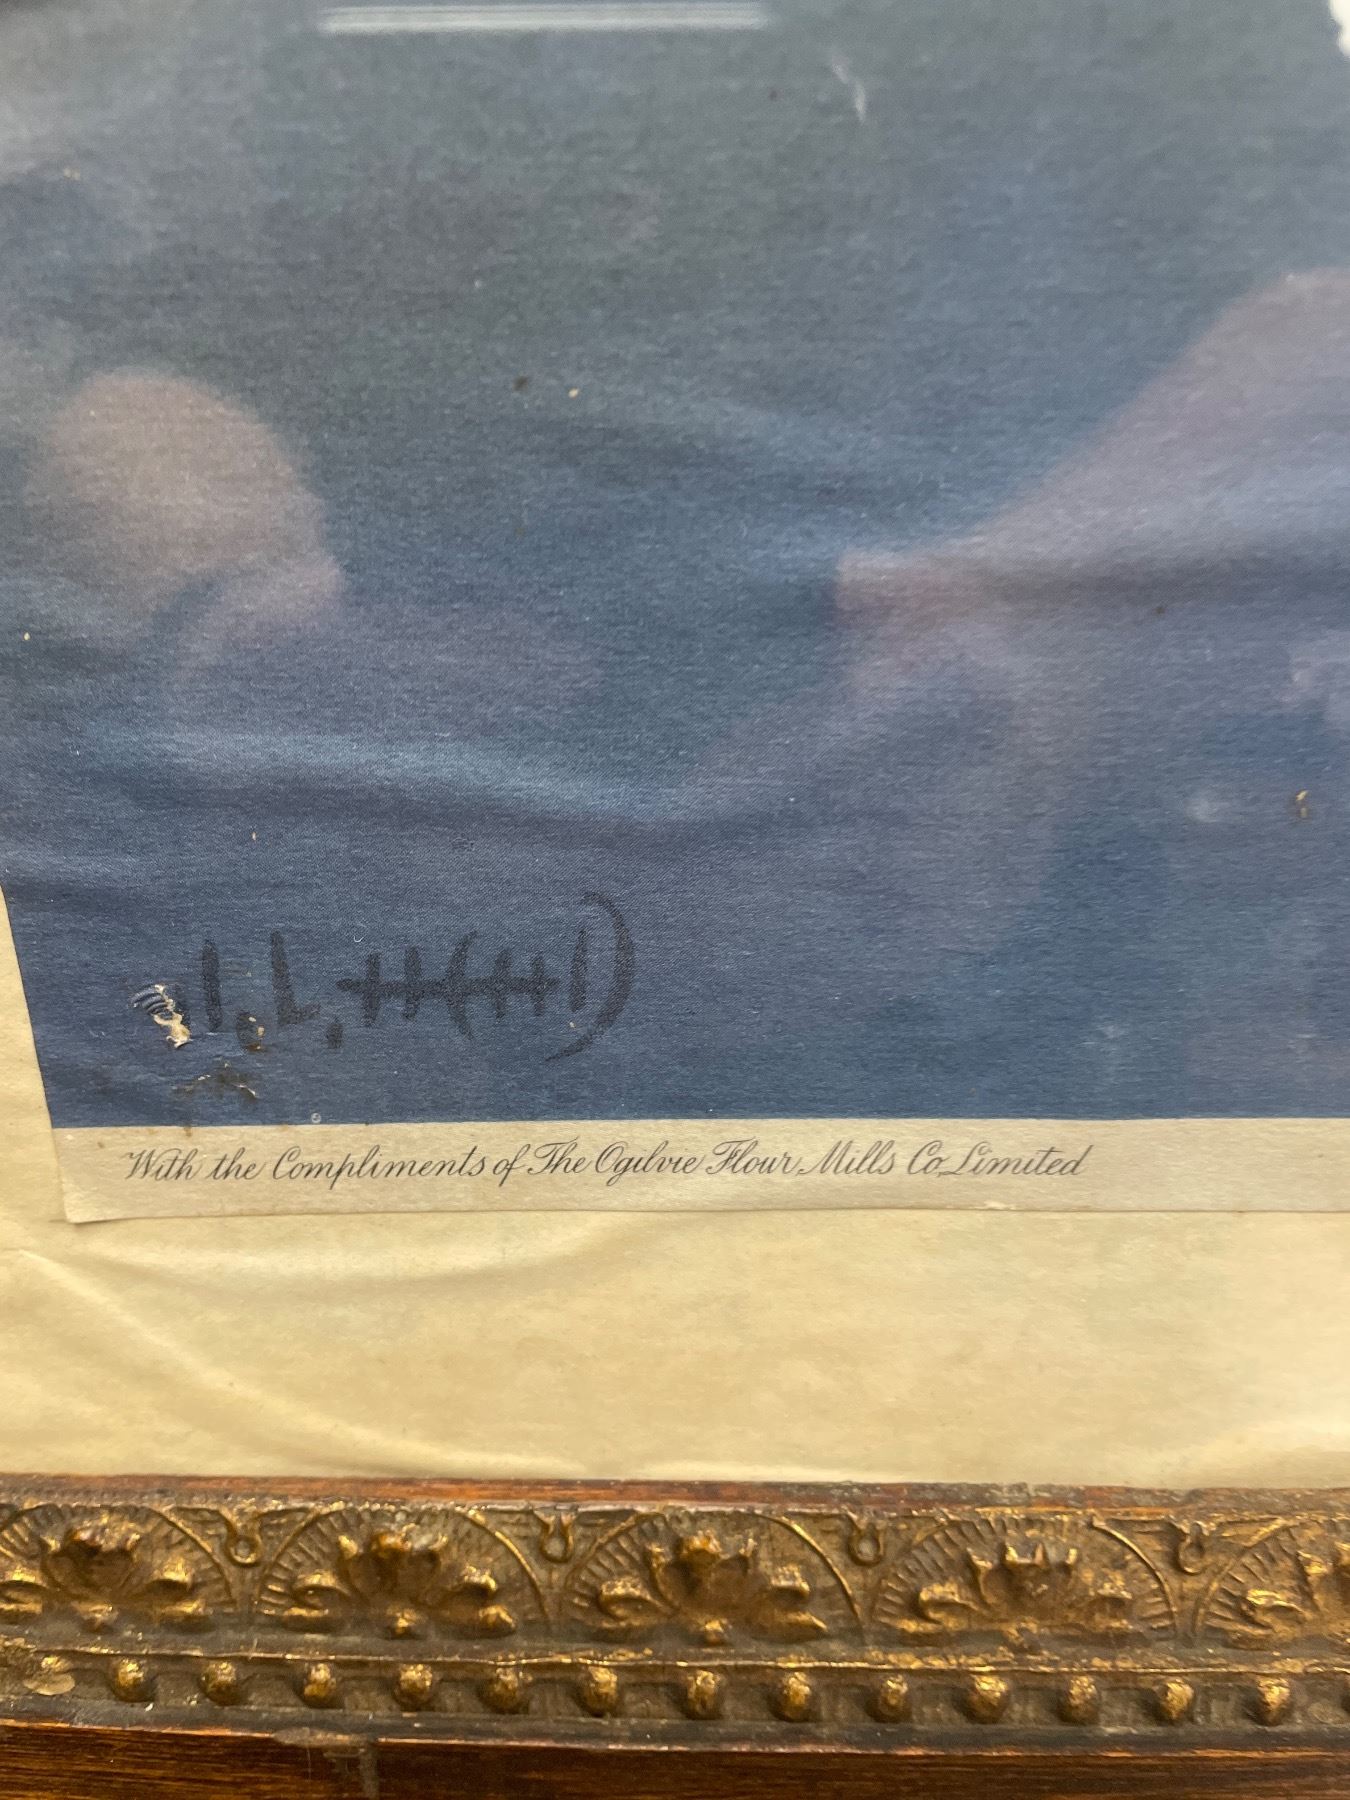 With the Compliments of The Ogilvie Flour Mills Co. Limited